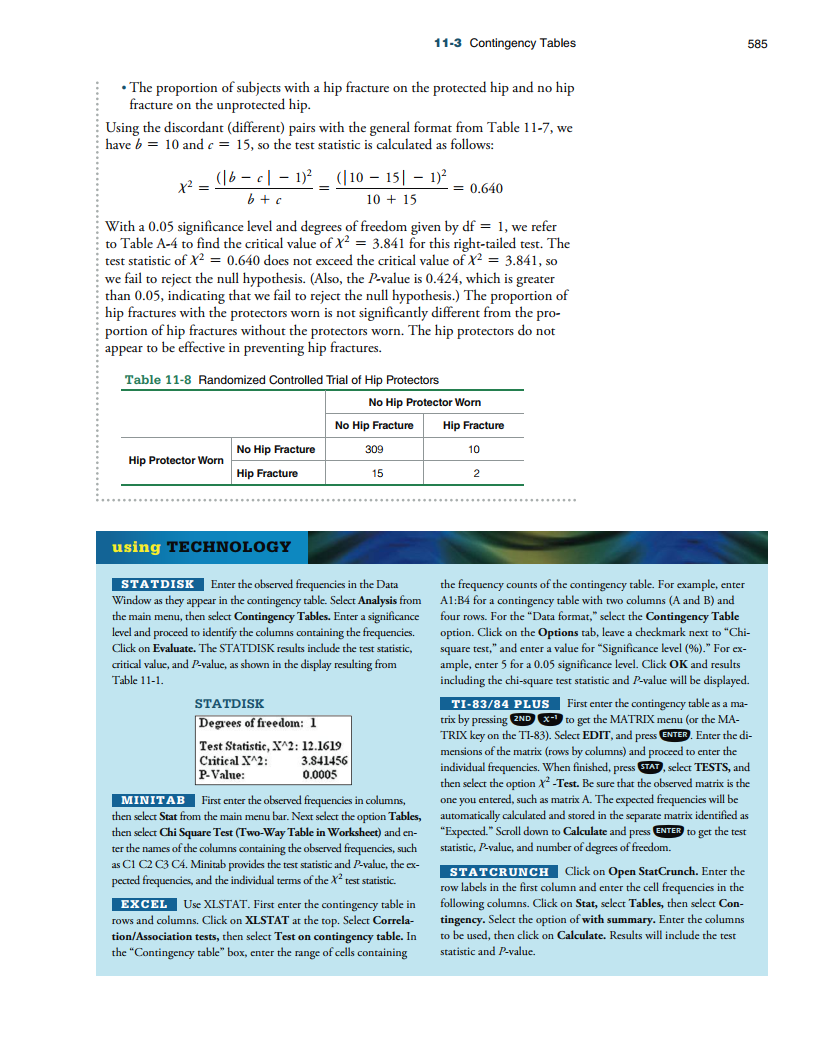 11-3 Contingency Tables 585
• The proportion of subjects with a hip fracture on the protected hip and no hip
fracture on the unprotected hip.
Using the discordant (different) pairs with the general format from Table 11-7, we
have b = 10 and c = 15, so the test statistic is calculated as follows:
χ² = (|b − c| − 1)² / (b + c) = (|10 − 15| − 1)² / (10 + 15) = 0.640
With a 0.05 significance level and degrees of freedom given by df = 1, we refer
to Table A-4 to find the critical value of χ² = 3.841 for this right-tailed test. The
test statistic of χ² = 0.640 does not exceed the critical value of χ² = 3.841, so
we fail to reject the null hypothesis. (Also, the P-value is 0.424, which is greater
than 0.05, indicating that we fail to reject the null hypothesis.) The proportion of
hip fractures with the protectors worn is not significantly different from the pro-
portion of hip fractures without the protectors worn. The hip protectors do not
appear to be effective in preventing hip fractures.
Table 11-8 Randomized Controlled Trial of Hip Protectors
No Hip Protector Worn
No Hip Fracture Hip Fracture
Hip Protector Worn
No Hip Fracture 309 10
Hip Fracture 15 2
using TECHNOLOGY
STATDISK Enter the observed frequencies in the Data
Window as they appear in the contingency table. Select Analysis from
the main menu, then select Contingency Tables. Enter a significance
level and proceed to identify the columns containing the frequencies.
Click on Evaluate. The STATDISK results include the test statistic,
critical value, and P-value, as shown in the display resulting from
Table 11-1.
STATDISK
Degrees of freedom: 1
Test Statistic, X^2: 12.1619
Critical X^2: 3.841456
P-Value: 0.0005
MINITAB First enter the observed frequencies in columns,
then select Stat from the main menu bar. Next select the option Tables,
then select Chi Square Test (Two-Way Table in Worksheet) and en-
ter the names of the columns containing the observed frequencies, such
as C1 C2 C3 C4. Minitab provides the test statistic and P-value, the ex-
pected frequencies, and the individual terms of the χ² test statistic.
EXCEL Use XLSTAT. First enter the contingency table in
rows and columns. Click on XLSTAT at the top. Select Correla-
tion/Association tests, then select Test on contingency table. In
the “Contingency table” box, enter the range of cells containing
the frequency counts of the contingency table. For example, enter
A1:B4 for a contingency table with two columns (A and B) and
four rows. For the “Data format,” select the Contingency Table
option. Click on the Options tab, leave a checkmark next to “Chi-
square test,” and enter a value for “Significance level (%).” For ex-
ample, enter 5 for a 0.05 significance level. Click OK and results
including the chi-square test statistic and P-value will be displayed.
TI-83/84 PLUS First enter the contingency table as a ma-
trix by pressing 2ND x⁻¹ to get the MATRIX menu (or the MA-
TRIX key on the TI-83). Select EDIT, and press ENTER. Enter the di-
mensions of the matrix (rows by columns) and proceed to enter the
individual frequencies. When finished, press STAT, select TESTS, and
then select the option χ² -Test. Be sure that the observed matrix is the
one you entered, such as matrix A. The expected frequencies will be
automatically calculated and stored in the separate matrix identified as
“Expected.” Scroll down to Calculate and press ENTER to get the test
statistic, P-value, and number of degrees of freedom.
STATCRUNCH Click on Open StatCrunch. Enter the
row labels in the first column and enter the cell frequencies in the
following columns. Click on Stat, select Tables, then select Con-
tingency. Select the option of with summary. Enter the columns
to be used, then click on Calculate. Results will include the test
statistic and P-value.